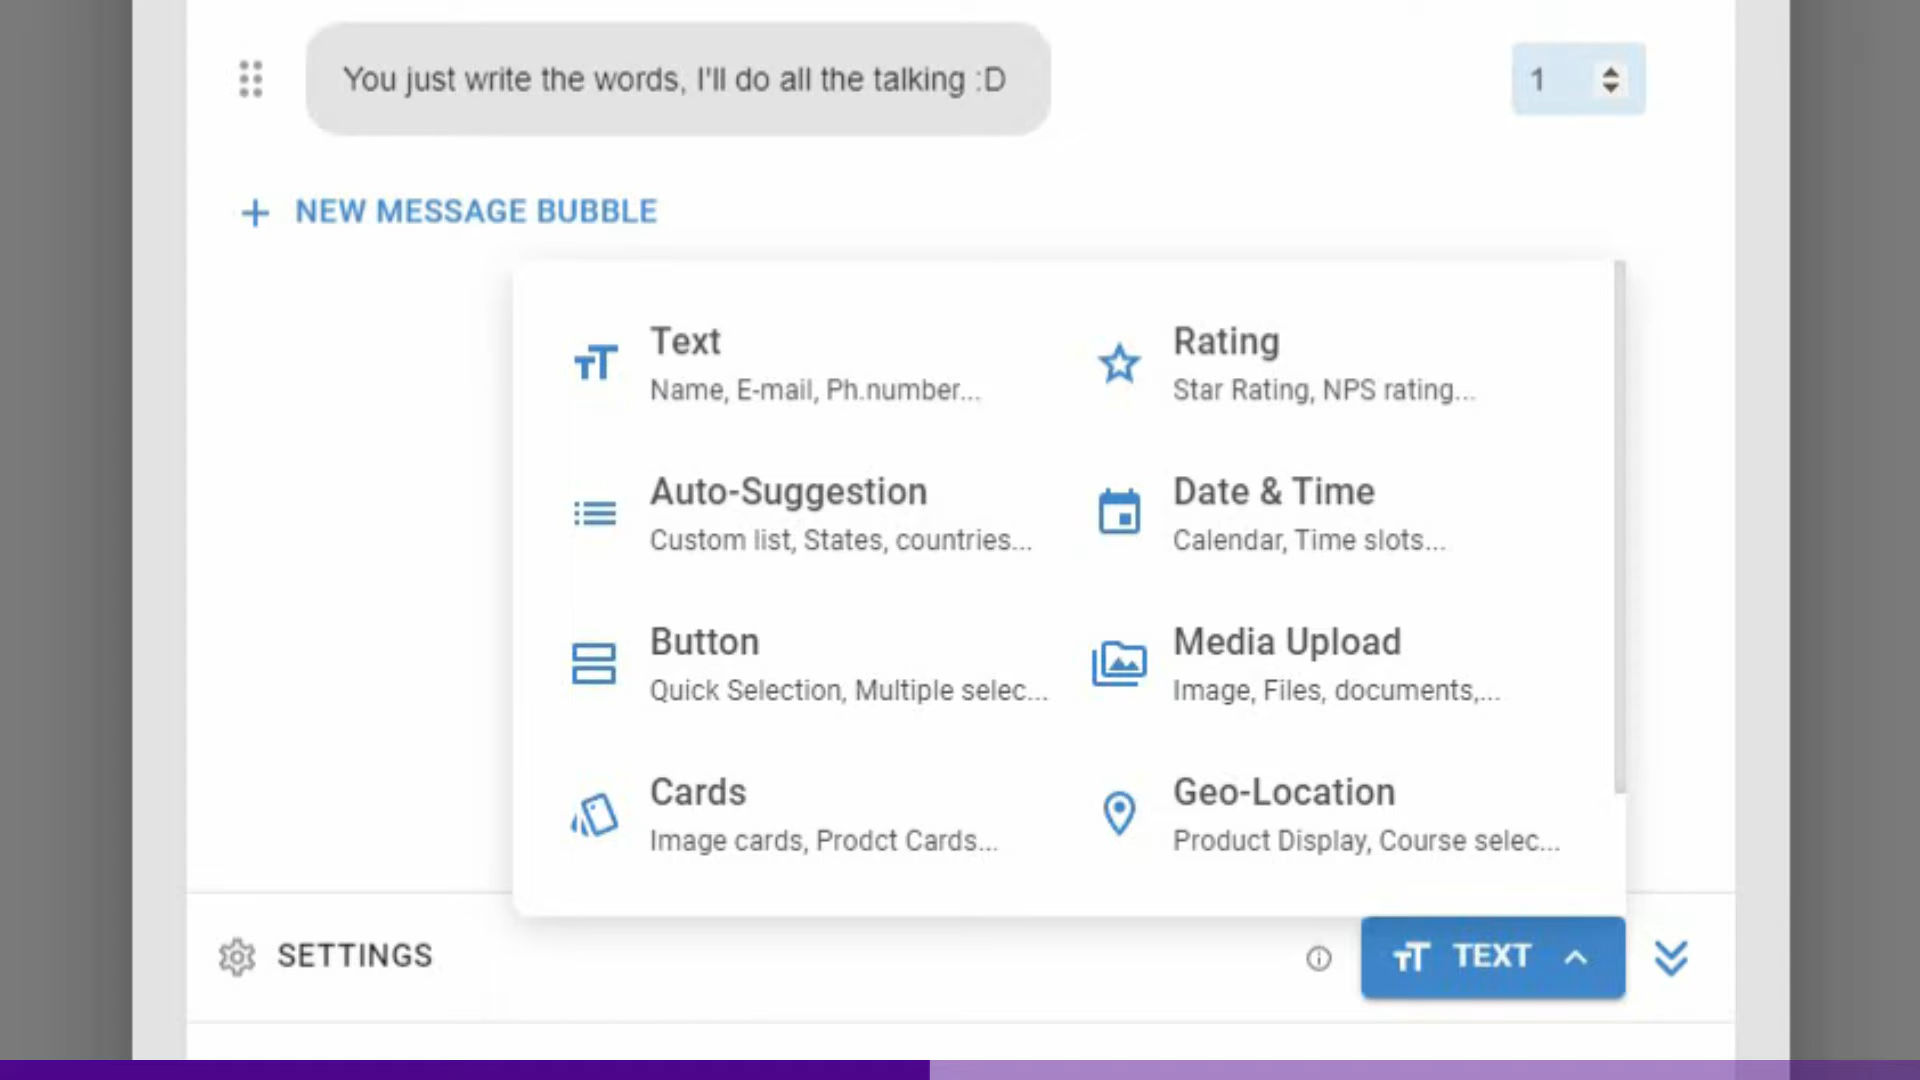 You just write the words, I'll do all the talking :D
1
NEW MESSAGE BUBBLE
Text
Name, E-mail, Ph.number...
Rating
Star Rating, NPS rating...
Auto-Suggestion
Custom list, States, countries...
Date & Time
Calendar, Time slots...
Button
Quick Selection, Multiple selec...
Media Upload
Image, Files, documents,...
Cards
Image cards, Prodct Cards...
Geo-Location
Product Display, Course selec...
SETTINGS
TEXT